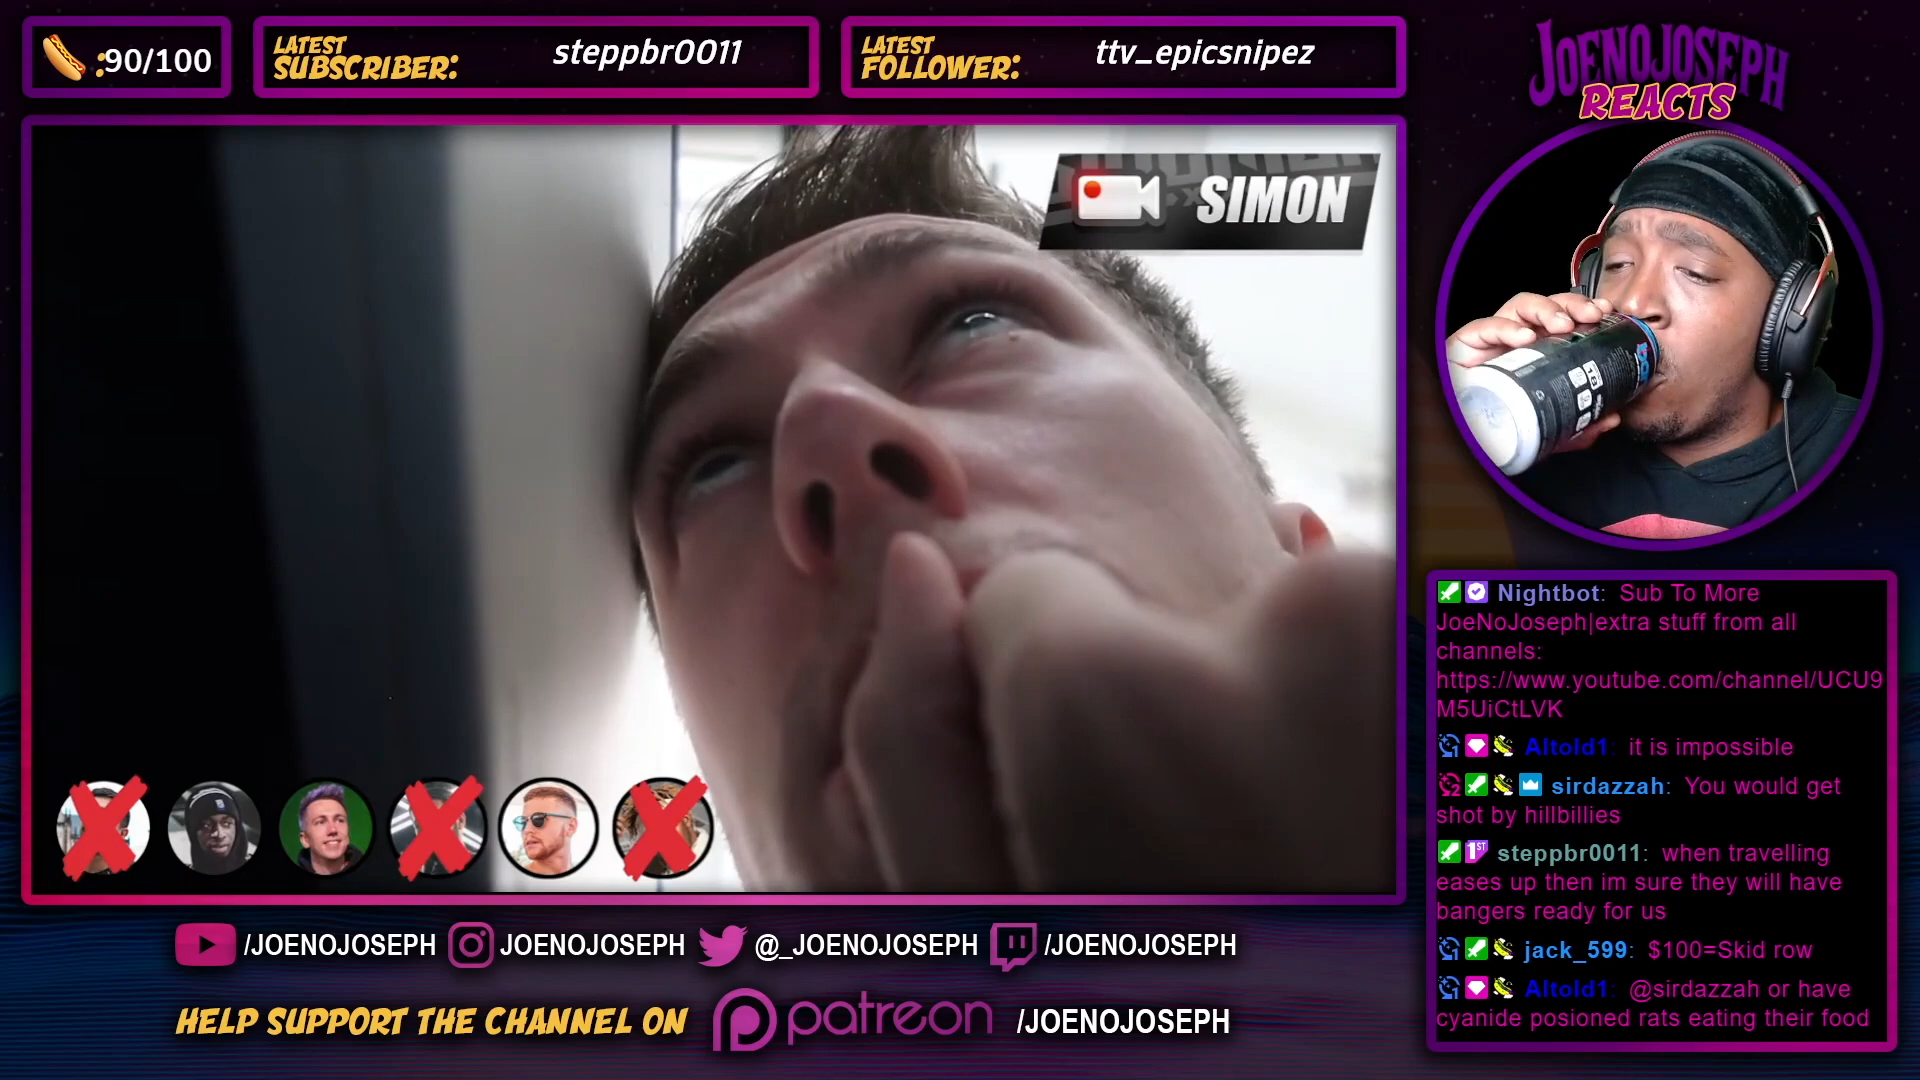 :90/100
LATEST
SUBSCRIBER:
steppbr0011
LATEST
FOLLOWER:
ttv_epicsnipez
JOENOJOSEPH
REACTS
SIMON
Nightbot: Sub To More
JoeNoJoseph|extra stuff from all
channels:
https://www.youtube.com/channel/UCU9
M5UiCtLVK
Altold1: it is impossible
sirdazzah: You would get
shot by hillbillies
1ST steppbr0011: when travelling
eases up then im sure they will have
bangers ready for us
jack_599: $100=Skid row
Altold1: @sirdazzah or have
cyanide posioned rats eating their food
/JOENOJOSEPH JOENOJOSEPH @_JOENOJOSEPH /JOENOJOSEPH
HELP SUPPORT THE CHANNEL ON patreon /JOENOJOSEPH